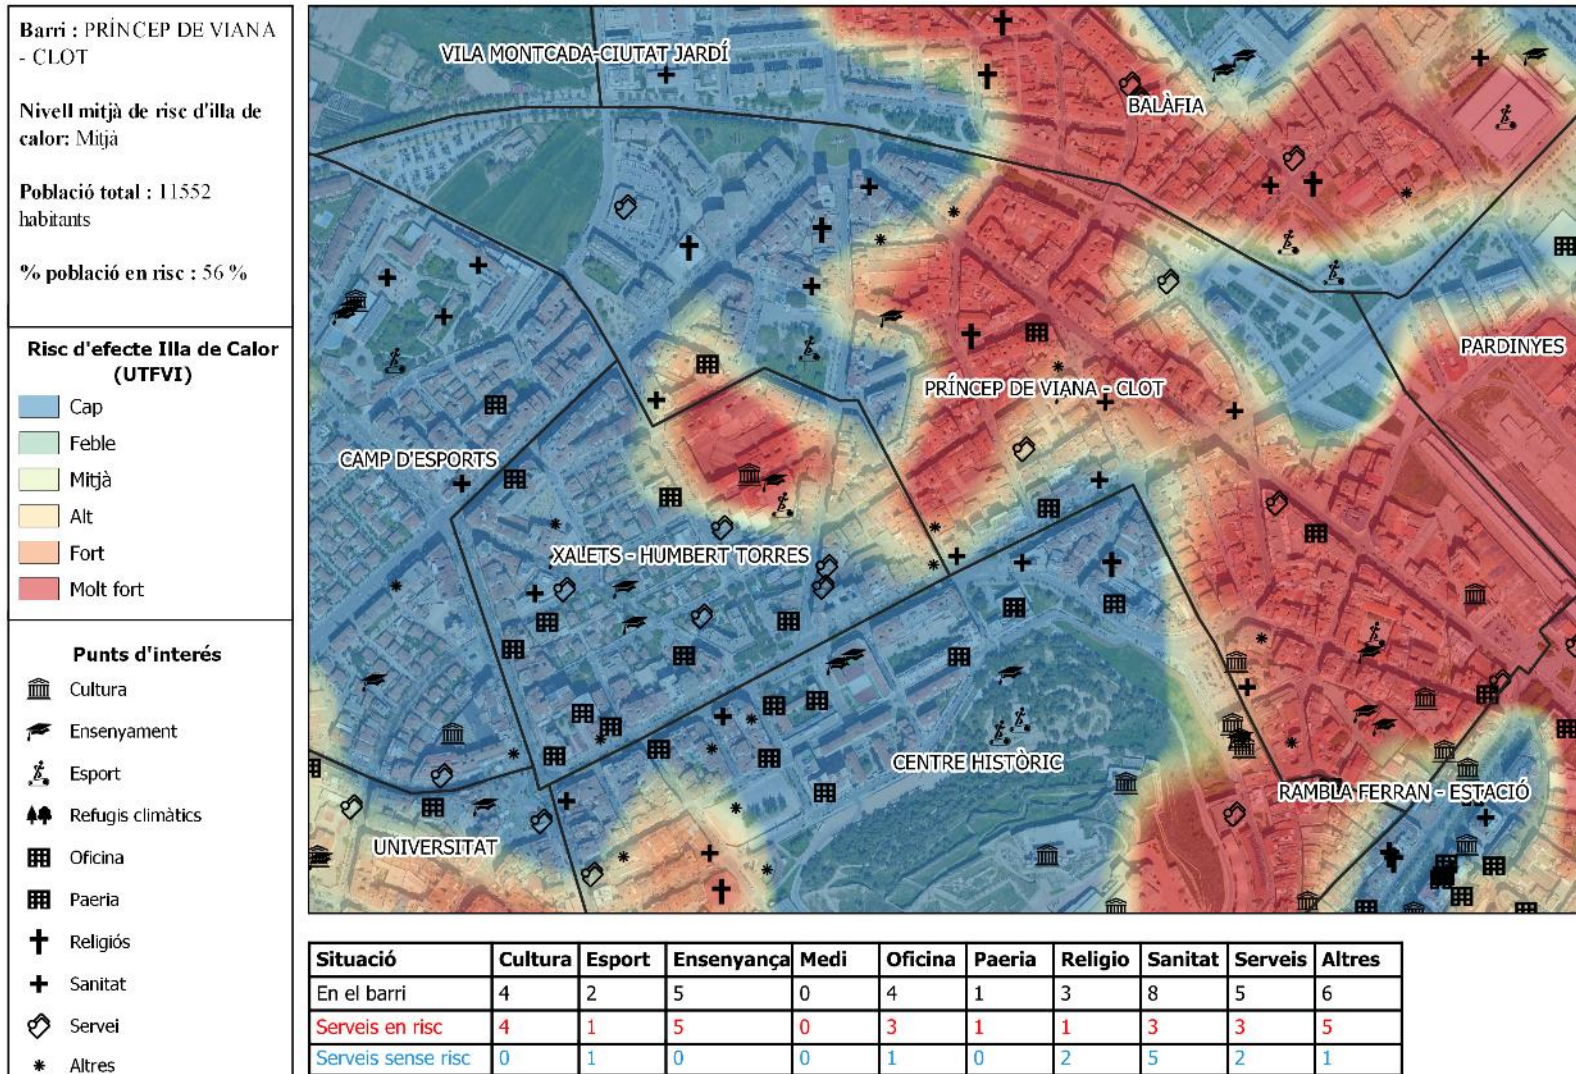 Barri : PRÍNCEP DE VIANA
- CLOT
Nivell mitjà de risc d'illa de
calor: Mitjà
Població total : 11552
habitants
% població en risc : 56 %
Risc d'efecte Illa de Calor
(UTFVI)
Cap
Feble
Mitjà
Alt
Fort
Molt fort
Punts d'interés
Cultura
Ensenyament
Esport
Refugis climàtics
Oficina
Paeria
Religiós
Sanitat
Servei
Altres
VILA MONTCADA-CIUTAT JARDÍ
BALÀFIA
PARDINYES
PRÍNCEP DE VIANA - CLOT
CAMP D'ESPORTS
XALETS - HUMBERT TORRES
CENTRE HISTÒRIC
RAMBLA FERRAN - ESTACIÓ
UNIVERSITAT
Situació Cultura Esport Ensenyança Medi Oficina Paeria Religio Sanitat Serveis Altres
En el barri 4 2 5 0 4 1 3 8 5 6
Serveis en risc 4 1 5 0 3 1 1 3 3 5
Serveis sense risc 0 1 0 0 1 0 2 5 2 1